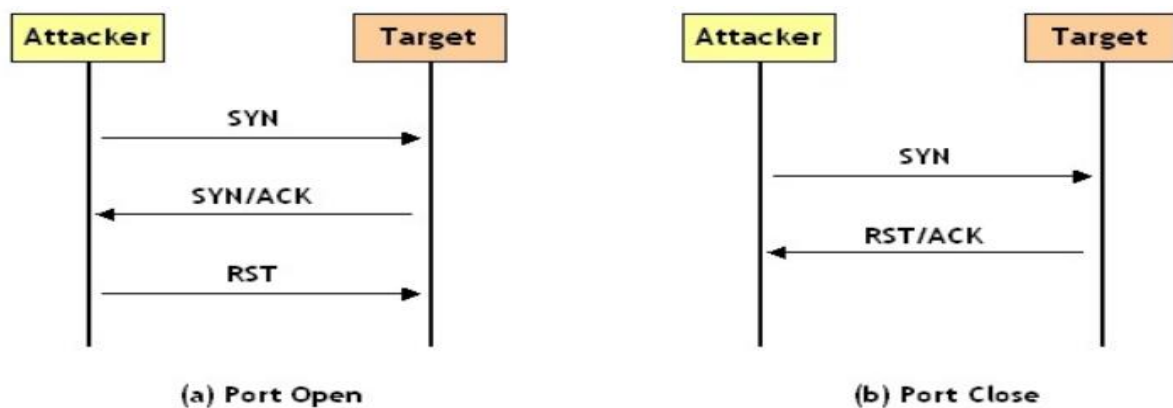 Attacker
Target
SYN
SYN/ACK
RST
(a) Port Open
Attacker
Target
SYN
RST/ACK
(b) Port Close